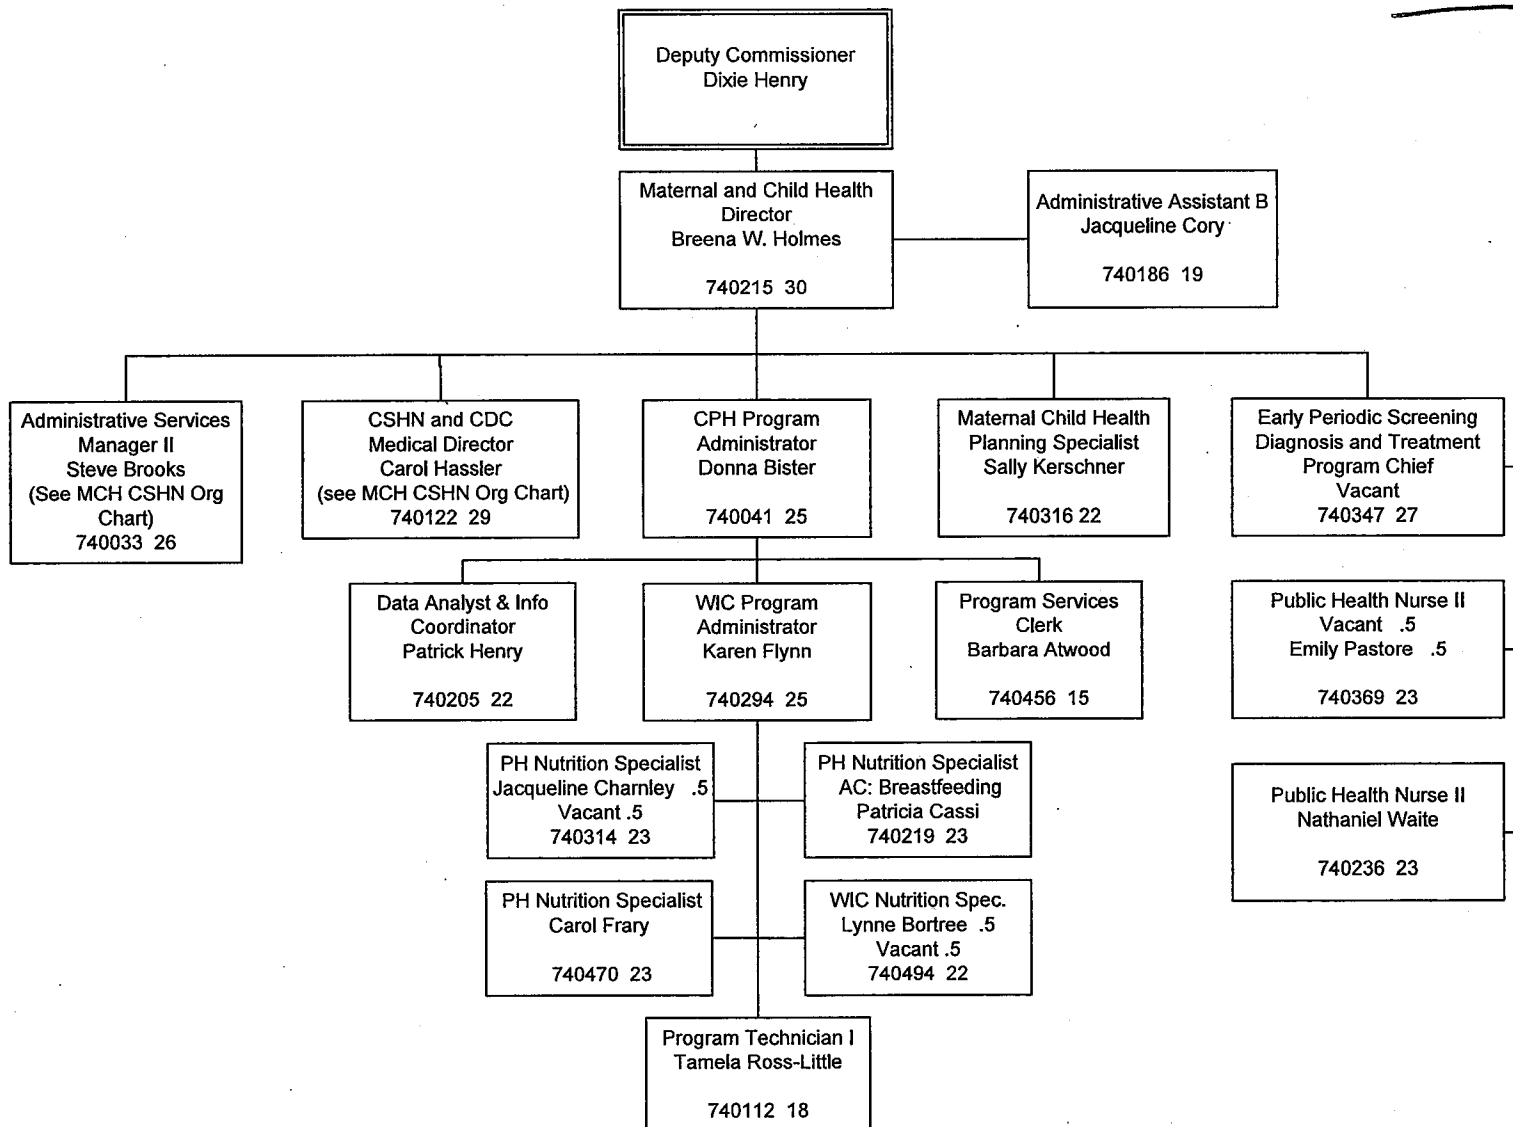 Deputy Commissioner
Dixie Henry
Maternal and Child Health
Director
Breena W. Holmes
740215 30
Administrative Assistant B
Jacqueline Cory
740186 19
Administrative Services
Manager II
Steve Brooks
(See MCH CSHN Org
Chart)
740033 26
CSHN and CDC
Medical Director
Carol Hassler
(see MCH CSHN Org Chart)
740122 29
CPH Program
Administrator
Donna Bister
740041 25
Maternal Child Health
Planning Specialist
Sally Kerschner
740316 22
Early Periodic Screening
Diagnosis and Treatment
Program Chief
Vacant
740347 27
Data Analyst & Info
Coordinator
Patrick Henry
740205 22
WIC Program
Administrator
Karen Flynn
740294 25
Program Services
Clerk
Barbara Atwood
740456 15
Public Health Nurse II
Vacant .5
Emily Pastore .5
740369 23
PH Nutrition Specialist
Jacqueline Charnley .5
Vacant .5
740314 23
PH Nutrition Specialist
AC: Breastfeeding
Patricia Cassi
740219 23
Public Health Nurse II
Nathaniel Waite
740236 23
PH Nutrition Specialist
Carol Frary
740470 23
WIC Nutrition Spec.
Lynne Bortree .5
Vacant .5
740494 22
Program Technician I
Tamela Ross-Little
740112 18